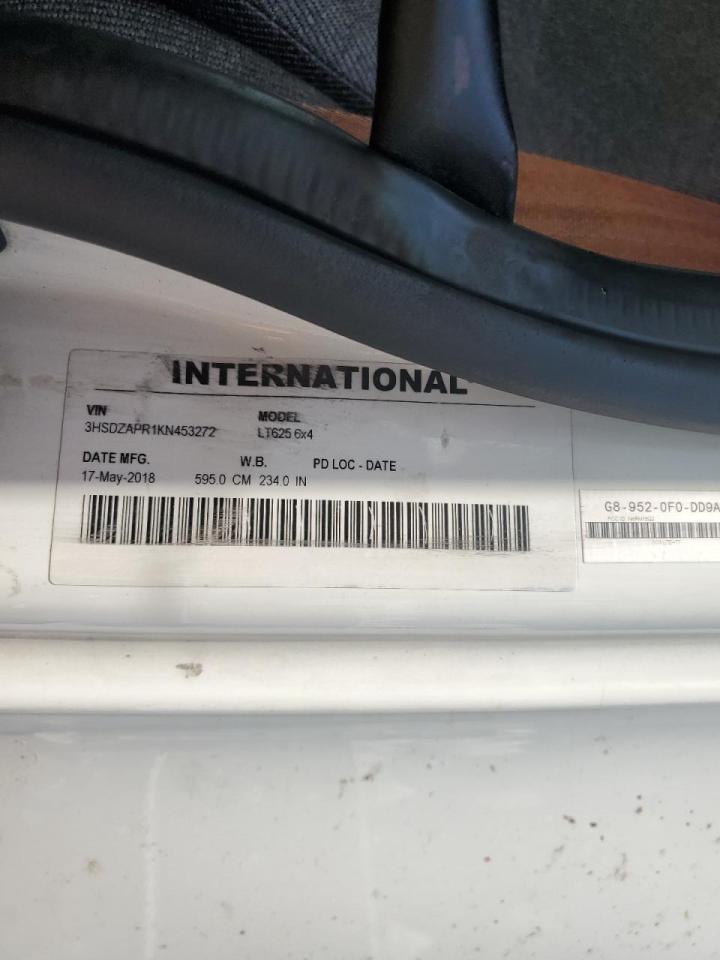 INTERNATIONAL
VIN MODEL
3HSDZAPR1KN453272 LT625 6x4
DATE MFG. W.B. PD LOC - DATE
17-May-2018 595.0 CM 234.0 IN
G8-952-0F0-DD9A